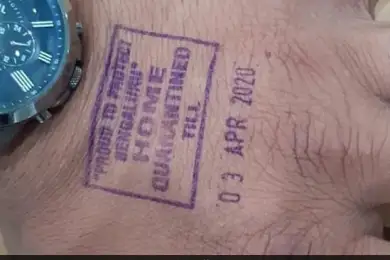 "PROUD TO PROTECT
BENGALURU"
HOME
QUARANTINED
TILL
03 APR 2020